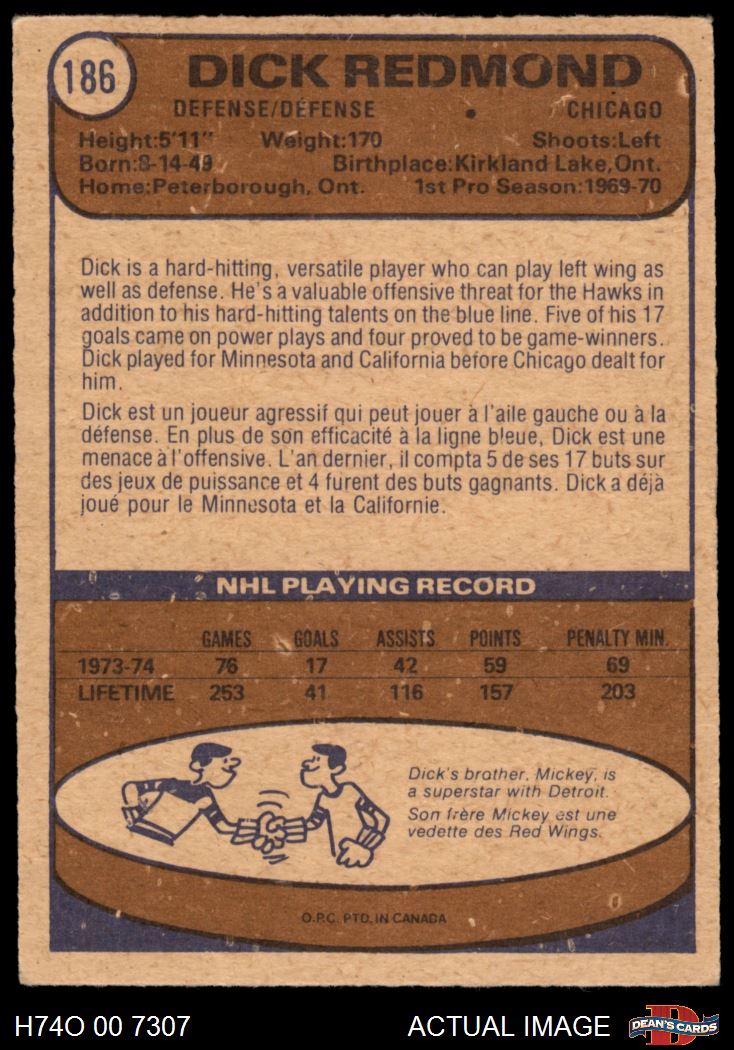 186
DICK REDMOND
DEFENSE/DÉFENSE • CHICAGO
Height:5'11" Weight:170 Shoots:Left
Born:8-14-49 Birthplace:Kirkland Lake,Ont.
Home:Peterborough, Ont. 1st Pro Season:1969-70
Dick is a hard-hitting, versatile player who can play left wing as
well as defense. He's a valuable offensive threat for the Hawks in
addition to his hard-hitting talents on the blue line. Five of his 17
goals came on power plays and four proved to be game-winners.
Dick played for Minnesota and California before Chicago dealt for
him.
Dick est un joueur agressif qui peut jouer à l'aile gauche ou à la
défense. En plus de son efficacité à la ligne bleue, Dick est une
menace à l'offensive. L'an dernier, il compta 5 de ses 17 buts sur
des jeux de puissance et 4 furent des buts gagnants. Dick a déjà
joué pour le Minnesota et la Californie.
NHL PLAYING RECORD
GAMES GOALS ASSISTS POINTS PENALTY MIN.
1973-74 76 17 42 59 69
LIFETIME 253 41 116 157 203
Dick's brother, Mickey, is
a superstar with Detroit.
Son frère Mickey est une
vedette des Red Wings.
O.P.C. PTD. IN CANADA
H74O 00 7307 ACTUAL IMAGE
D
DEAN'S CARDS